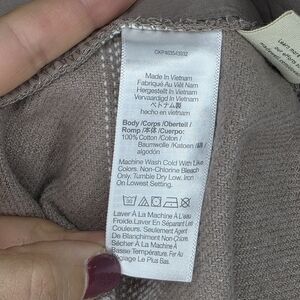 Made In Vietnam
Fabriqué Au Viêt Nam
Hergestellt In Vietnam
Vervaardigd In Vietnam
ベトナム製
hecho en vietnam
Body /Corps /Oberteil /
Romp /本体 /Cuerpo:
100% Cotton /Coton /
Baumwolle /Katoen /綿
algodón
Machine Wash Cold With Like
Colors. Non-Chlorine Bleach
Only. Tumble Dry Low. Iron On
Lowest Setting.
Laver À La Machine À L'eau
Froide. Laver En Séparant Les
Couleurs. Seulement Agent
De Blanchiment Non-Chlore.
Sécher À La Machine À
Basse Température. Fer Au
Réglage Le Plus Bas.